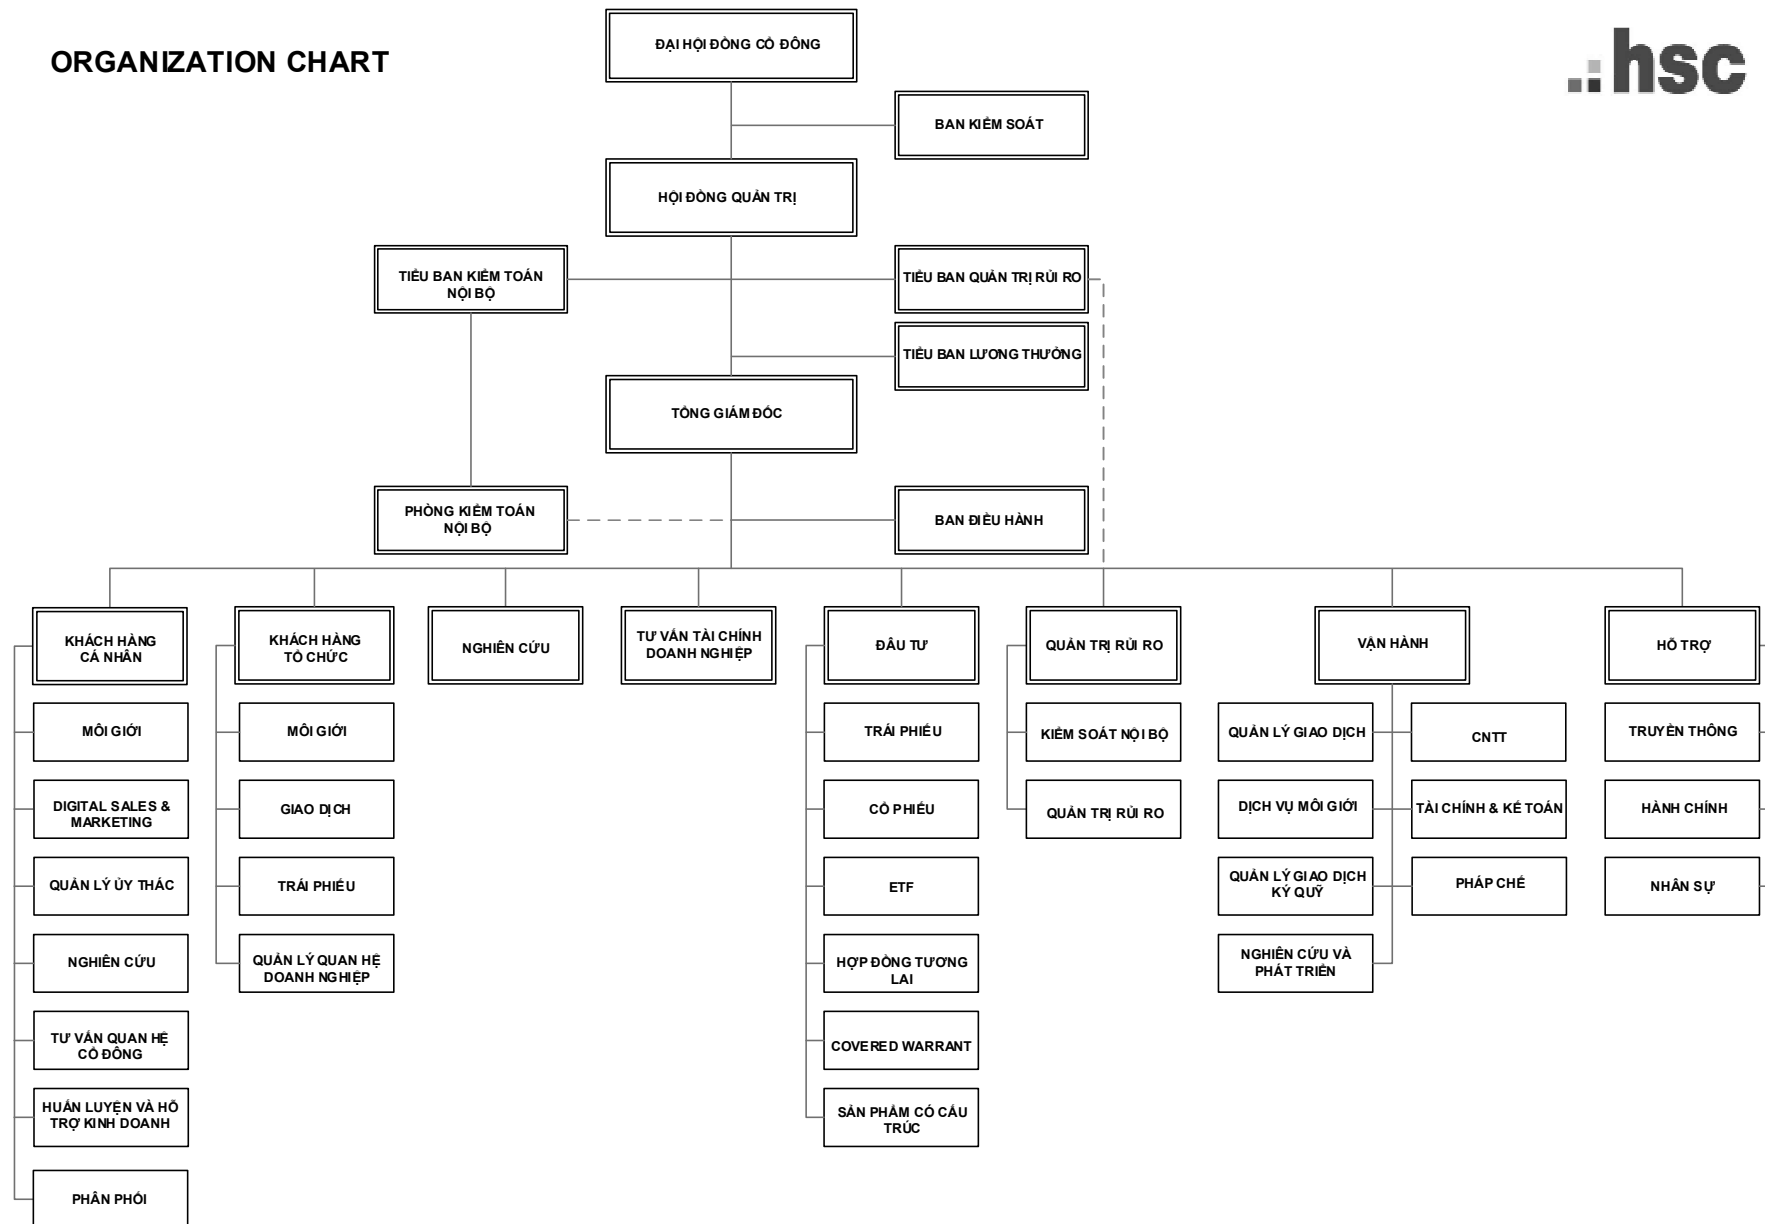 ORGANIZATION CHART
hsc
ĐẠI HỘI ĐỒNG CỔ ĐÔNG
BAN KIỂM SOÁT
HỘI ĐỒNG QUẢN TRỊ
TIỂU BAN KIỂM TOÁN
NỘI BỘ
TIỂU BAN QUẢN TRỊ RỦI RO
TIỂU BAN LƯƠNG THƯỞNG
TỔNG GIÁM ĐỐC
PHÒNG KIỂM TOÁN
NỘI BỘ
BAN ĐIỀU HÀNH
KHÁCH HÀNG
CÁ NHÂN
MÔI GIỚI
DIGITAL SALES &
MARKETING
QUẢN LÝ ỦY THÁC
NGHIÊN CỨU
TƯ VẤN QUAN HỆ
CỔ ĐÔNG
HUẤN LUYỆN VÀ HỖ
TRỢ KINH DOANH
PHÂN PHỐI
KHÁCH HÀNG
TỔ CHỨC
MÔI GIỚI
GIAO DỊCH
TRÁI PHIẾU
QUẢN LÝ QUAN HỆ
DOANH NGHIỆP
NGHIÊN CỨU
TƯ VẤN TÀI CHÍNH
DOANH NGHIỆP
ĐẦU TƯ
TRÁI PHIẾU
CỔ PHIẾU
ETF
HỢP ĐỒNG TƯƠNG
LAI
COVERED WARRANT
SẢN PHẨM CÓ CẤU
TRÚC
QUẢN TRỊ RỦI RO
KIỂM SOÁT NỘI BỘ
QUẢN TRỊ RỦI RO
VẬN HÀNH
QUẢN LÝ GIAO DỊCH
CNTT
DỊCH VỤ MÔI GIỚI
TÀI CHÍNH & KẾ TOÁN
QUẢN LÝ GIAO DỊCH
KÝ QUỸ
PHÁP CHẾ
NGHIÊN CỨU VÀ
PHÁT TRIỂN
HỖ TRỢ
TRUYỀN THÔNG
HÀNH CHÍNH
NHÂN SỰ